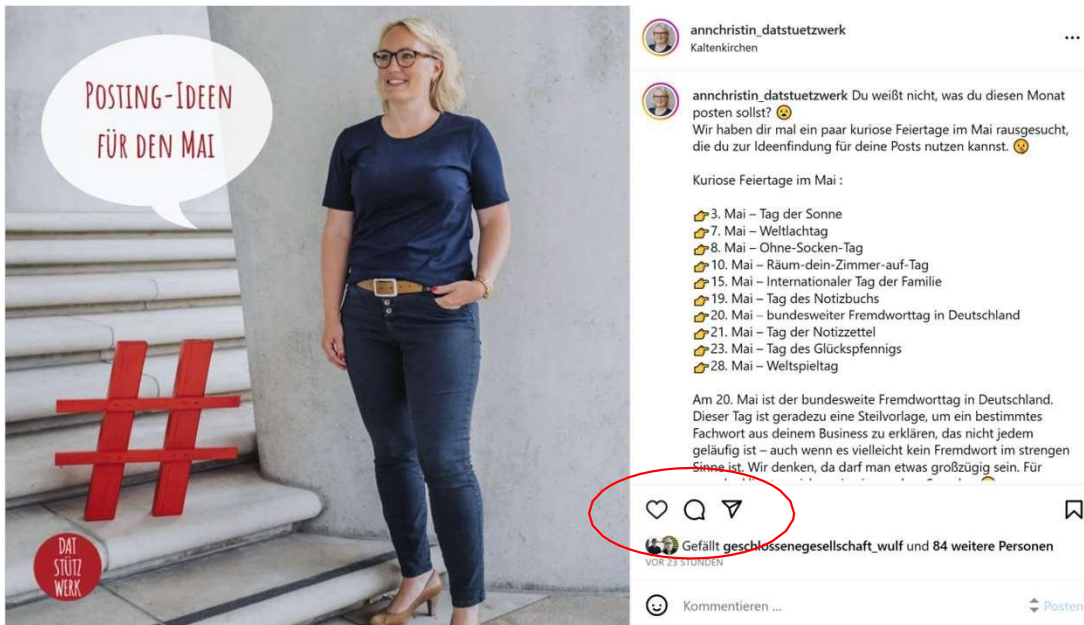 POSTING-IDEEN
FÜR DEN MAI
DAT
STÜTZ
WERK
annchristin_datstuetzwerk
Kaltenkirchen
annchristin_datstuetzwerk Du weißt nicht, was du diesen Monat
posten sollst? 😮
Wir haben dir mal ein paar kuriose Feiertage im Mai rausgesucht,
die du zur Ideenfindung für deine Posts nutzen kannst. 😮
Kuriose Feiertage im Mai :
👉3. Mai – Tag der Sonne
👉7. Mai – Weltlachtag
👉8. Mai – Ohne-Socken-Tag
👉10. Mai – Räum-dein-Zimmer-auf-Tag
👉15. Mai – Internationaler Tag der Familie
👉19. Mai – Tag des Notizbuchs
👉20. Mai – bundesweiter Fremdworttag in Deutschland
👉21. Mai – Tag der Notizzettel
👉23. Mai – Tag des Glückspfennigs
👉28. Mai – Weltspieltag
Am 20. Mai ist der bundesweite Fremdworttag in Deutschland.
Dieser Tag ist geradezu eine Steilvorlage, um ein bestimmtes
Fachwort aus deinem Business zu erklären, das nicht jedem
geläufig ist – auch wenn es vielleicht kein Fremdwort im strengen
Sinne ist. Wir denken, da darf man etwas großzügig sein. Für
Gefällt geschlossenegesellschaft_wulf und 84 weitere Personen
VOR 23 STUNDEN
Kommentieren ...
Posten